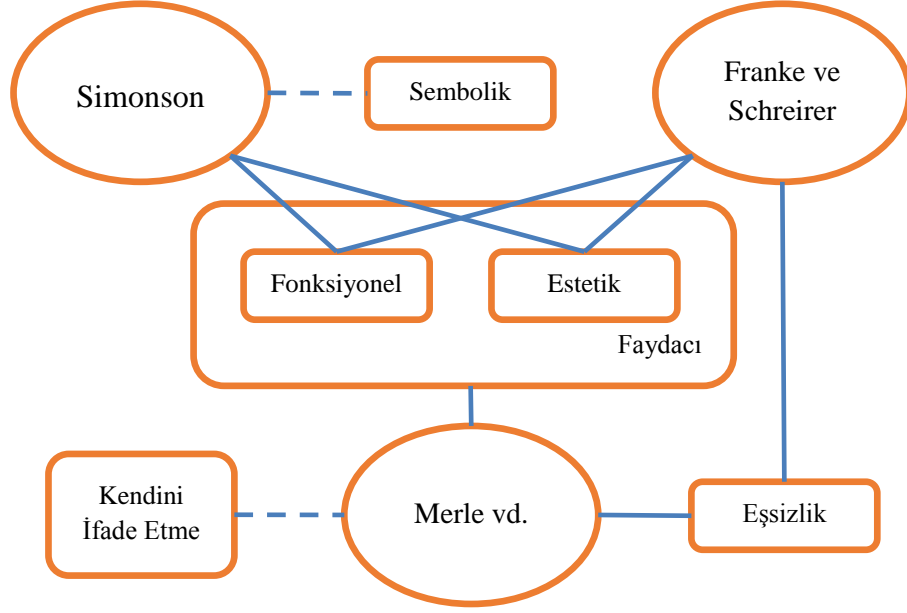 Simonson
Sembolik
Franke ve
Schreirer
Fonksiyonel
Estetik
Faydacı
Kendini
İfade Etme
Merle vd.
Eşsizlik